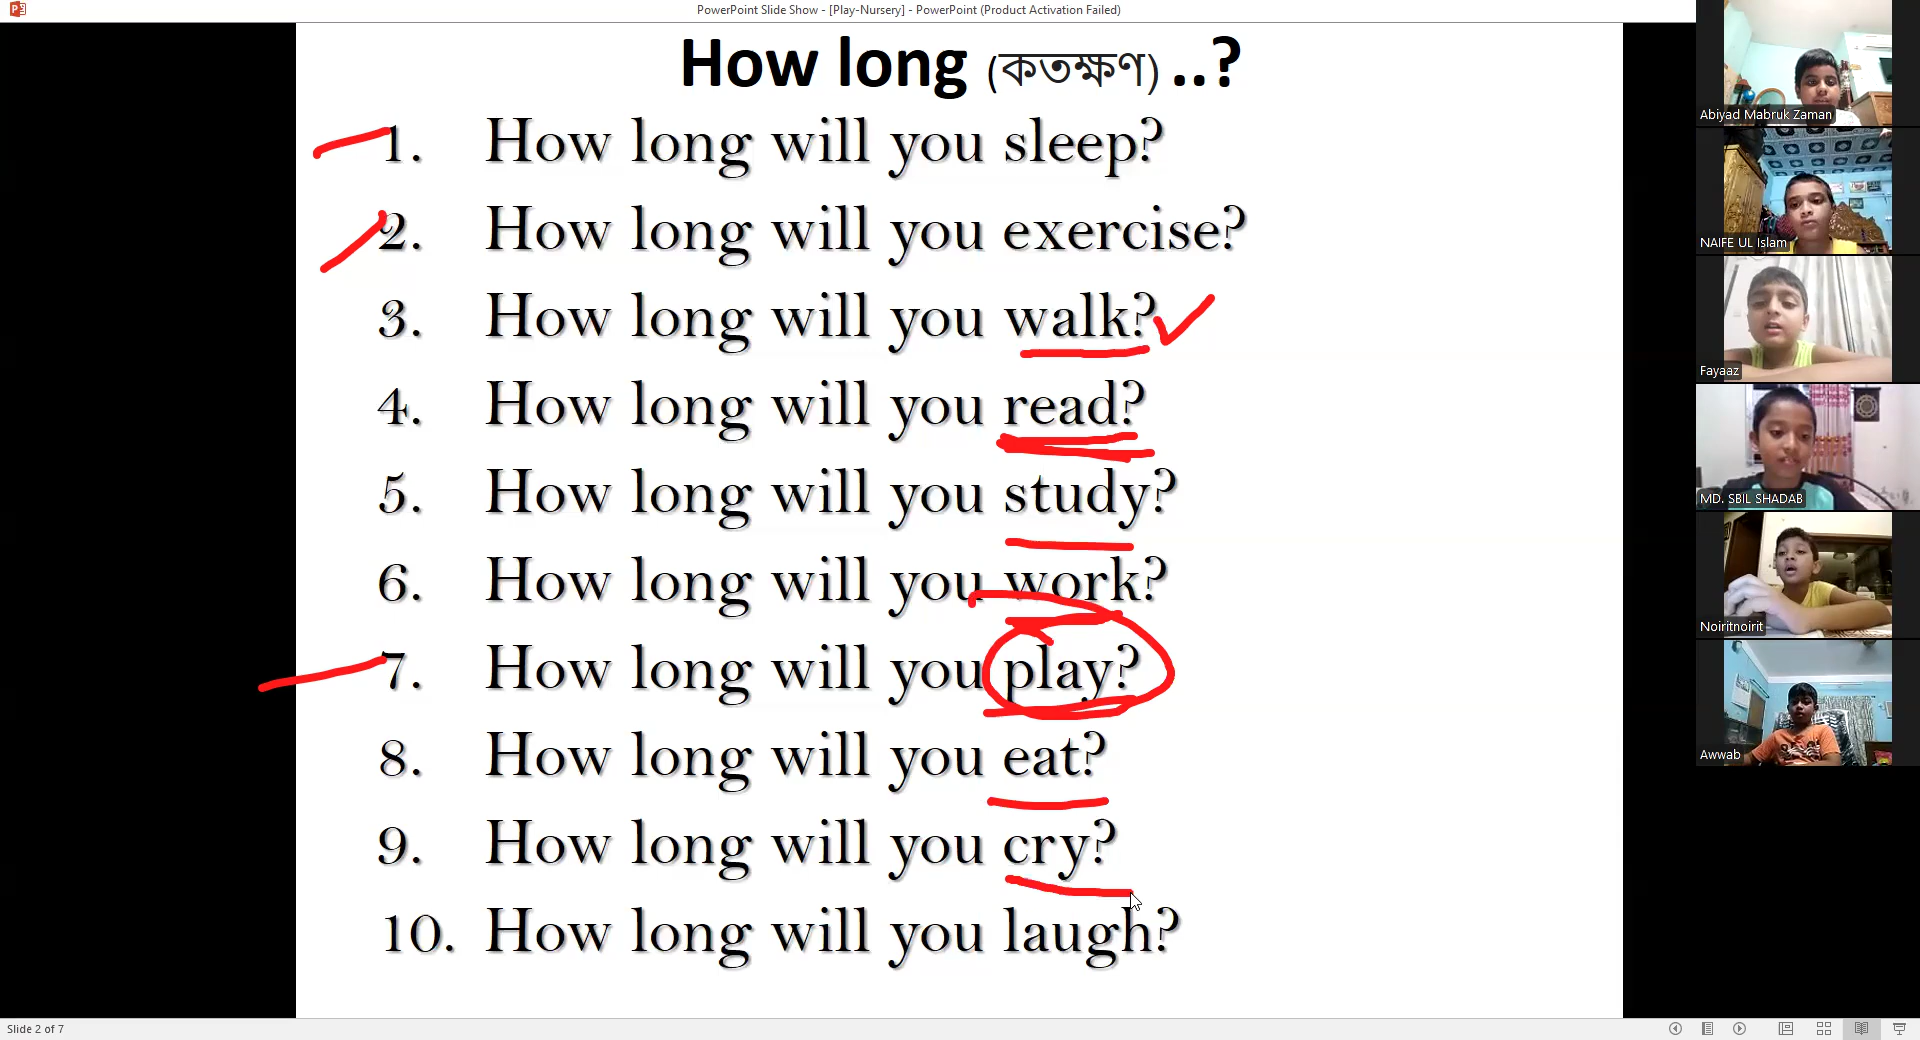 PowerPoint Slide Show - [Play-Nursery] - PowerPoint (Product Activation Failed)
How long (কতক্ষণ) ..?
1. How long will you sleep?
2. How long will you exercise?
3. How long will you walk?
4. How long will you read?
5. How long will you study?
6. How long will you work?
7. How long will you play?
8. How long will you eat?
9. How long will you cry?
10. How long will you laugh?
Abiyad Mabruk Zaman
NAIFE UL Islam
Fayaaz
MD. SBIL SHADAB
Noiritnoirit
Awwab
Slide 2 of 7